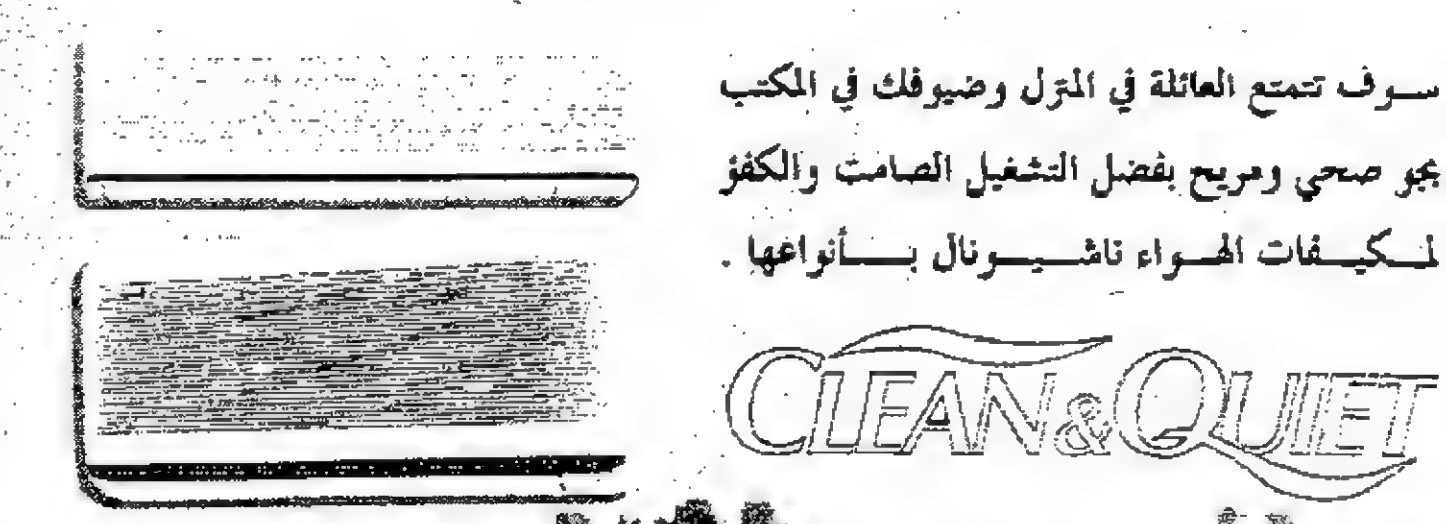 سوف تتمتع العائلة في المنزل وضيوفك في المكتب
بجو صحي ومريح بفضل التشغيل الصامت والكفؤ
لمكيفات الهواء ناشيونال بأنواعها .
CLEAN & QUIET